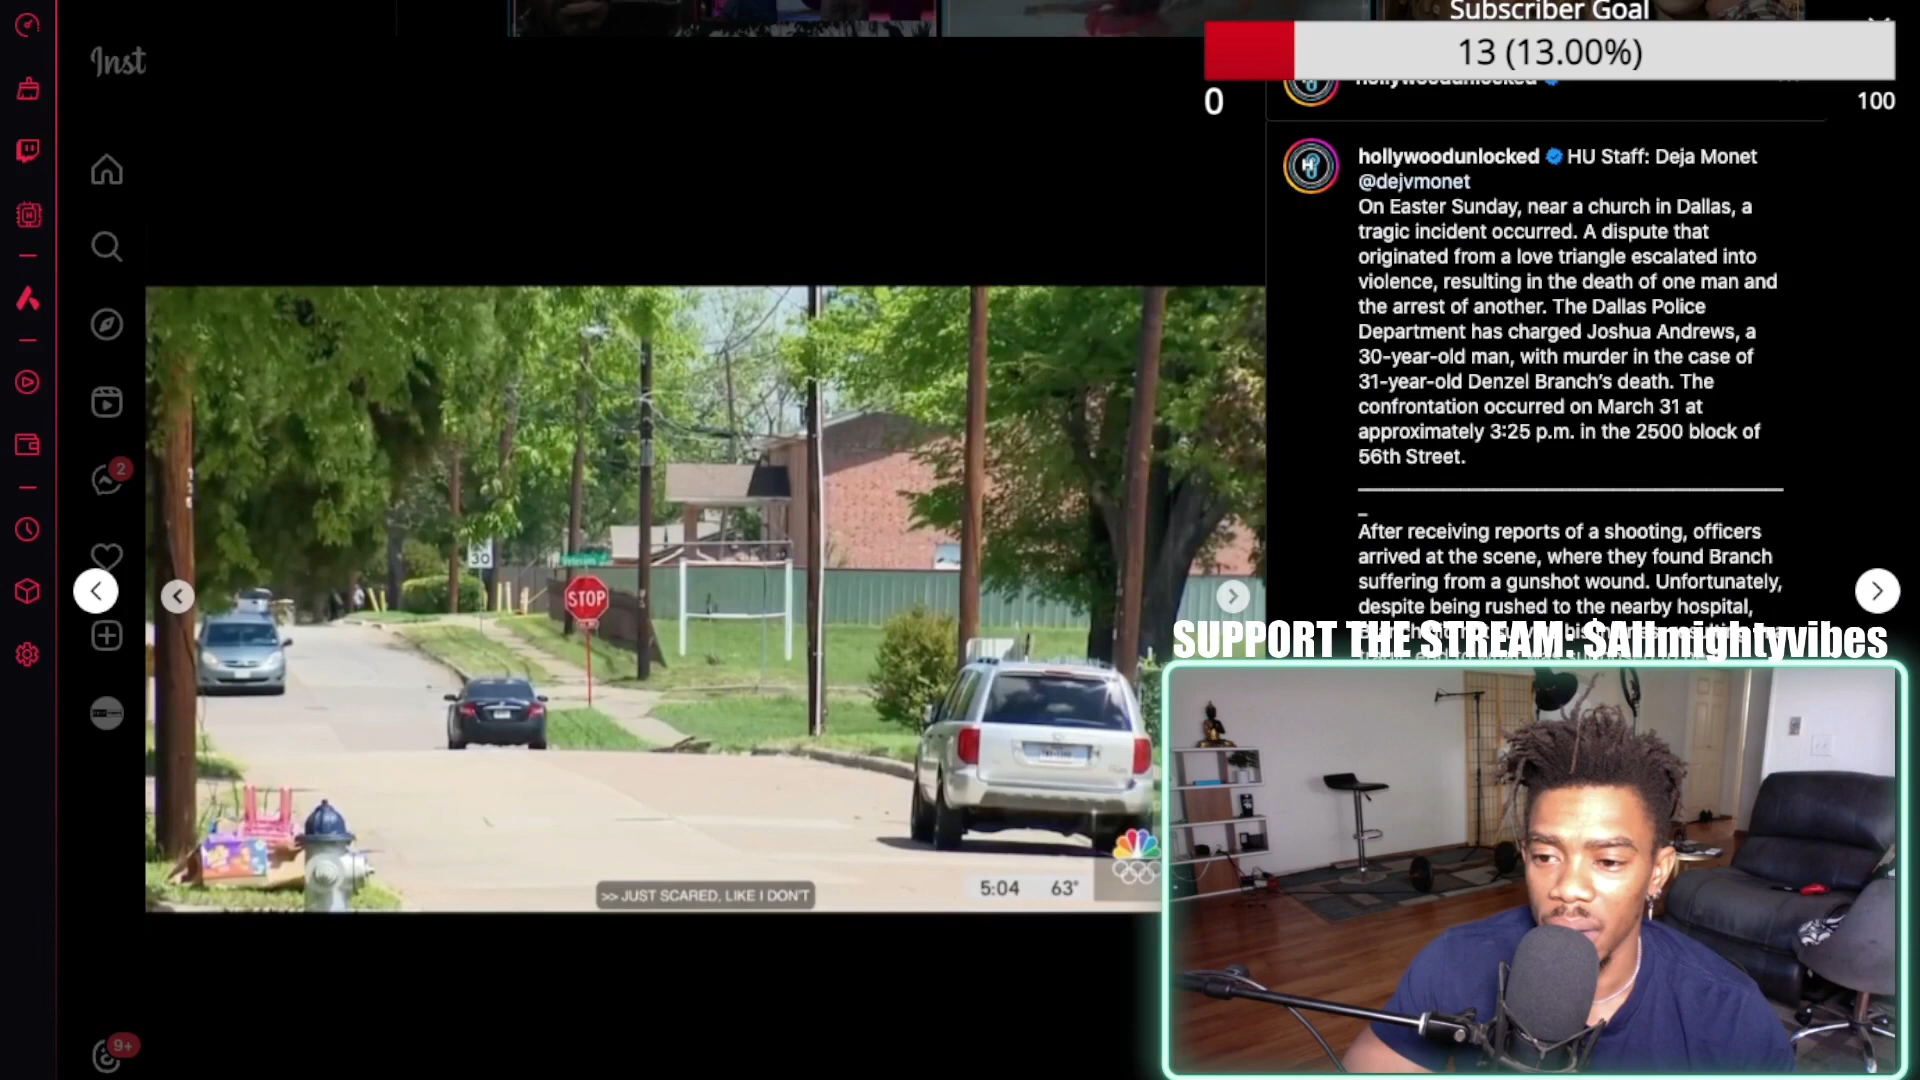 Subscriber Goal
13 (13.00%)
0
100
Inst
hollywoodunlocked
hollywoodunlocked HU Staff: Deja Monet
@dejvmonet
On Easter Sunday, near a church in Dallas, a
tragic incident occurred. A dispute that
originated from a love triangle escalated into
violence, resulting in the death of one man and
the arrest of another. The Dallas Police
Department has charged Joshua Andrews, a
30-year-old man, with murder in the case of
31-year-old Denzel Branch’s death. The
confrontation occurred on March 31 at
approximately 3:25 p.m. in the 2500 block of
56th Street.
_
After receiving reports of a shooting, officers
arrived at the scene, where they found Branch
suffering from a gunshot wound. Unfortunately,
despite being rushed to the nearby hospital,
SUPPORT THE STREAM: $Allmightyvibes
2
9+
30
STOP
>> JUST SCARED, LIKE I DON'T
5:04 63°